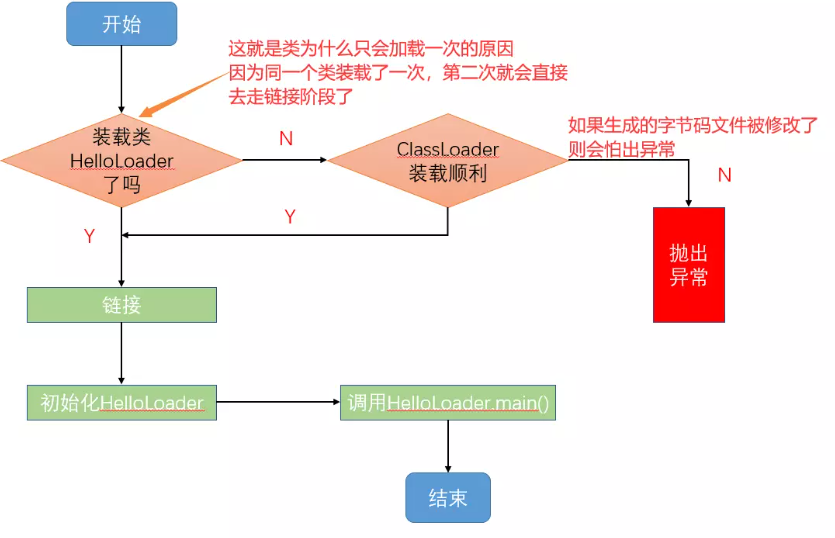 开始
这就是类为什么只会加载一次的原因
因为同一个类装载了一次，第二次就会直接
去走链接阶段了
装载类
HelloLoader
了吗
N
ClassLoader
装载顺利
如果生成的字节码文件被修改了
则会怕出异常
N
Y
Y
抛出
异常
链接
初始化HelloLoader
调用HelloLoader.main()
结束